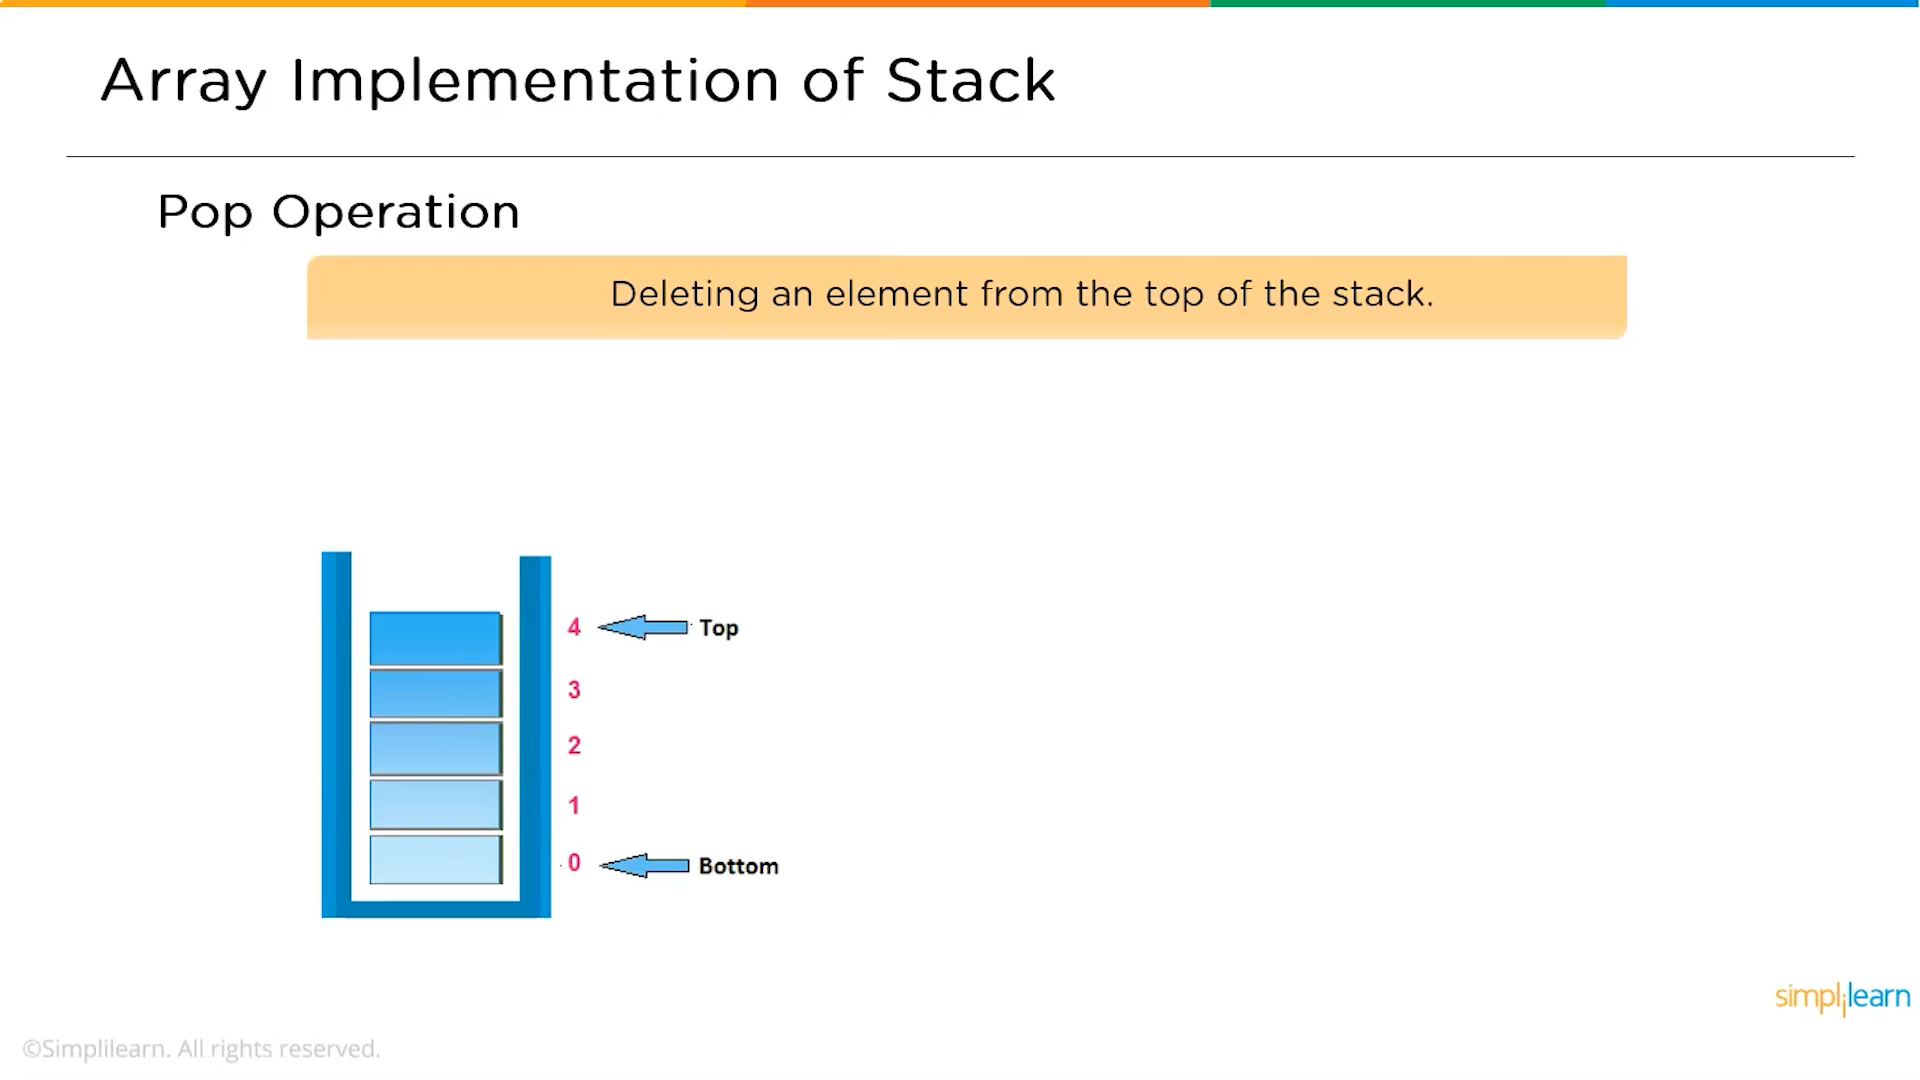 Array Implementation of Stack
Pop Operation
Deleting an element from the top of the stack.
4 Top
3
2
1
0 Bottom
simplilearn
©Simplilearn. All rights reserved.